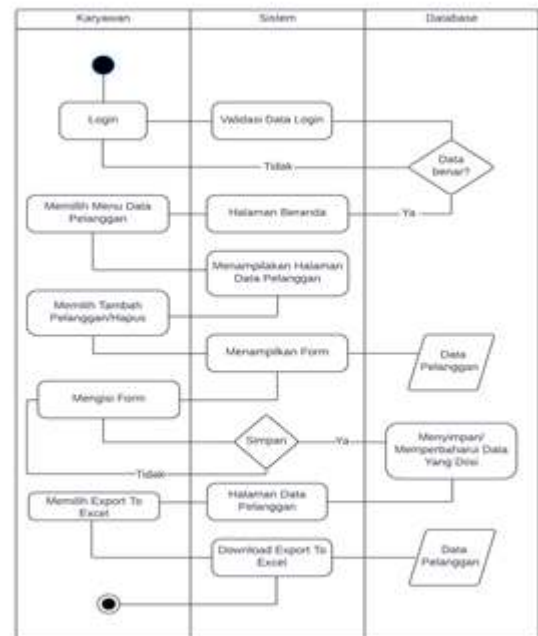 Karyawan
Sistem
Database
Login
Validasi Data Login
Data
benar?
Tidak
Memilih Menu Data
Pelanggan
Halaman Beranda
Ya
Menampilakan Halaman
Data Pelanggan
Memilih Tambah
Pelanggan/Hapus
Menampilkan Form
Data
Pelanggan
Mengisi Form
Simpan
Ya
Menyimpan/
Memperbaharui Data
Yang Diisi
Tidak
Memilih Export To
Excel
Halaman Data
Pelanggan
Download Export To
Excel
Data
Pelanggan